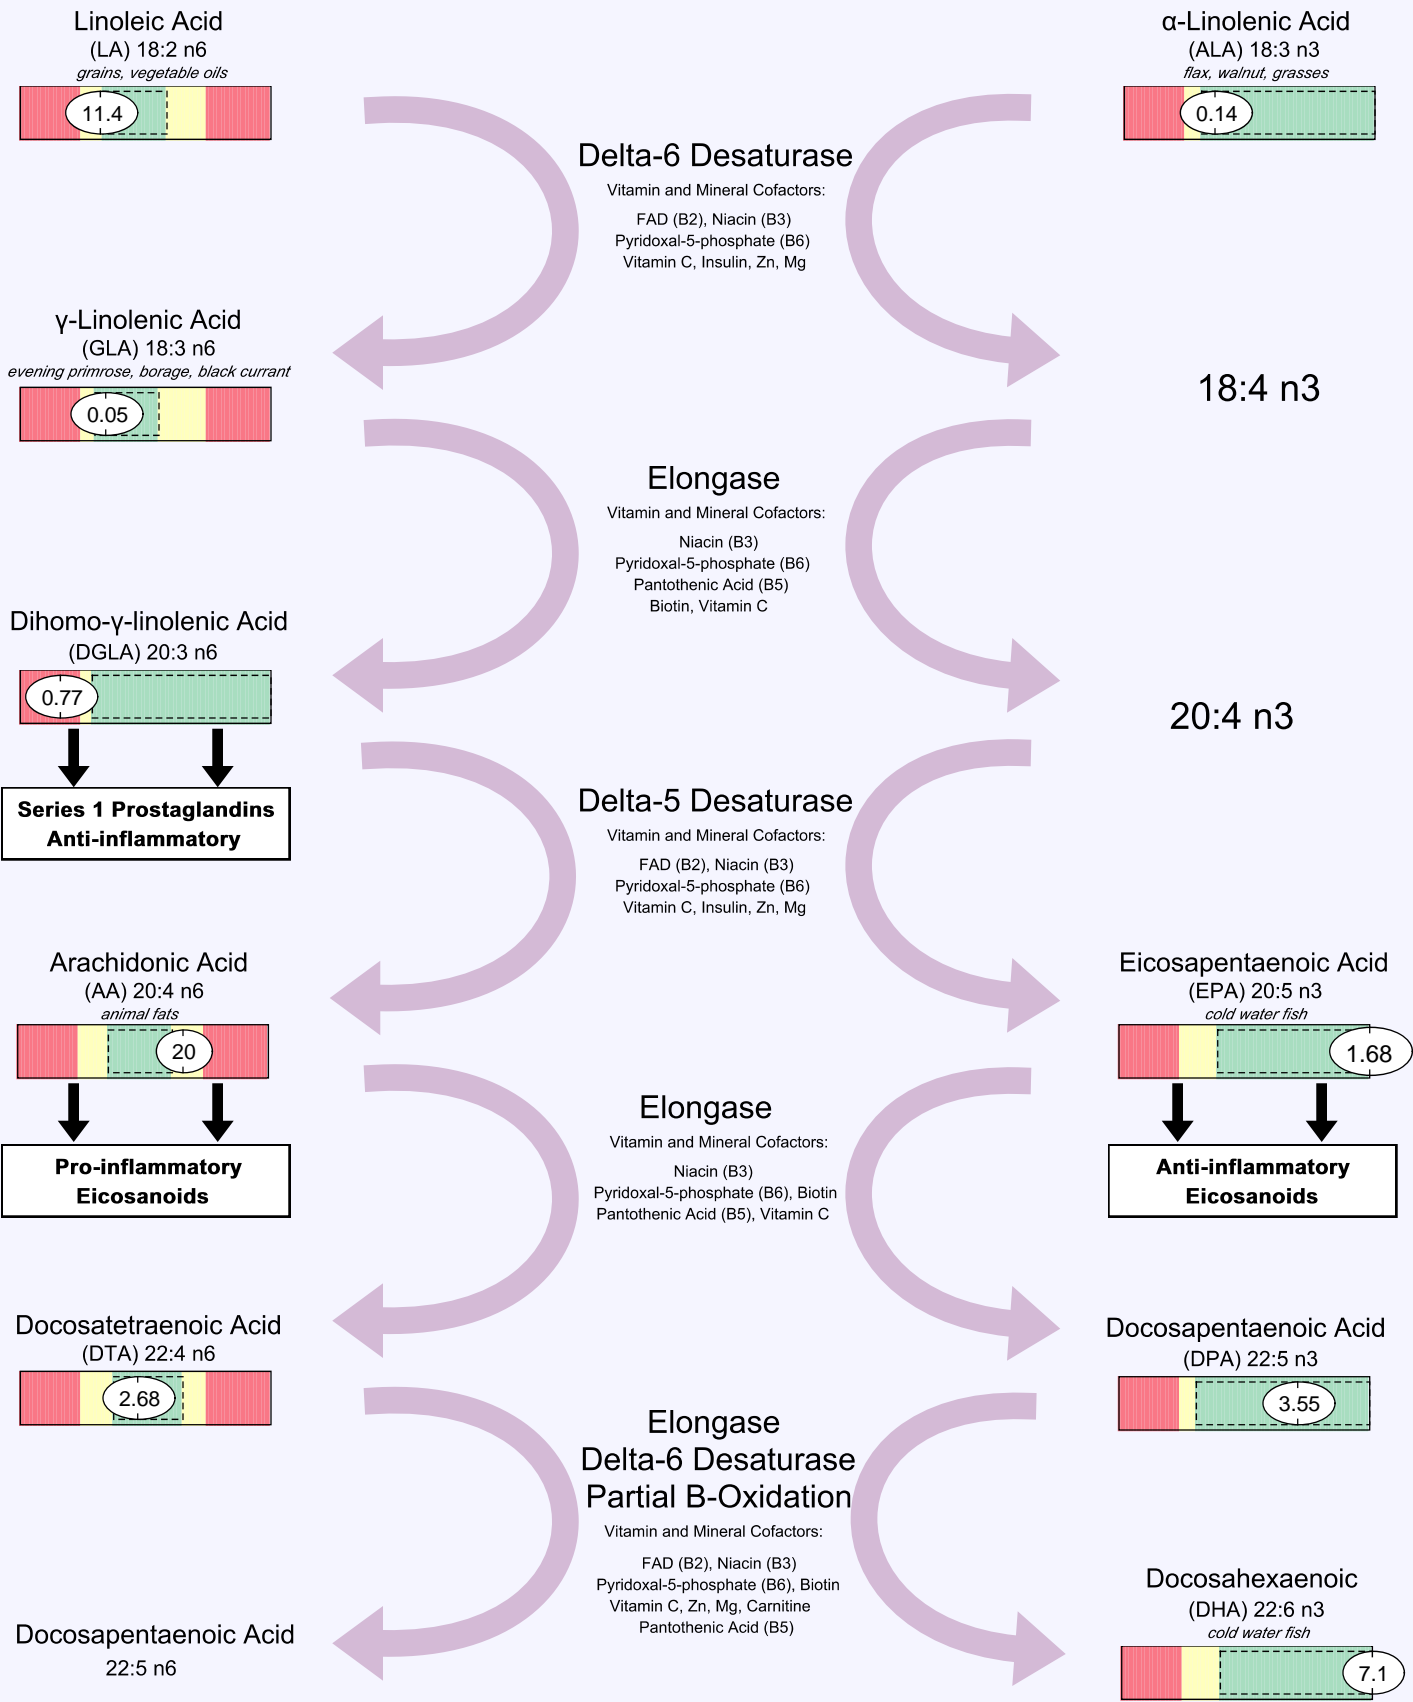 Linoleic Acid
(LA) 18:2 n6
grains, vegetable oils
11.4
α-Linolenic Acid
(ALA) 18:3 n3
flax, walnut, grasses
0.14
Delta-6 Desaturase
Vitamin and Mineral Cofactors:
FAD (B2), Niacin (B3)
Pyridoxal-5-phosphate (B6)
Vitamin C, Insulin, Zn, Mg
γ-Linolenic Acid
(GLA) 18:3 n6
evening primrose, borage, black currant
0.05
18:4 n3
Elongase
Vitamin and Mineral Cofactors:
Niacin (B3)
Pyridoxal-5-phosphate (B6)
Pantothenic Acid (B5)
Biotin, Vitamin C
Dihomo-γ-linolenic Acid
(DGLA) 20:3 n6
0.77
Series 1 Prostaglandins
Anti-inflammatory
20:4 n3
Delta-5 Desaturase
Vitamin and Mineral Cofactors:
FAD (B2), Niacin (B3)
Pyridoxal-5-phosphate (B6)
Vitamin C, Insulin, Zn, Mg
Arachidonic Acid
(AA) 20:4 n6
animal fats
20
Pro-inflammatory
Eicosanoids
Eicosapentaenoic Acid
(EPA) 20:5 n3
cold water fish
1.68
Anti-inflammatory
Eicosanoids
Elongase
Vitamin and Mineral Cofactors:
Niacin (B3)
Pyridoxal-5-phosphate (B6), Biotin
Pantothenic Acid (B5), Vitamin C
Docosatetraenoic Acid
(DTA) 22:4 n6
2.68
Docosapentaenoic Acid
(DPA) 22:5 n3
3.55
Elongase
Delta-6 Desaturase
Partial B-Oxidation
Vitamin and Mineral Cofactors:
FAD (B2), Niacin (B3)
Pyridoxal-5-phosphate (B6), Biotin
Vitamin C, Zn, Mg, Carnitine
Pantothenic Acid (B5)
Docosapentaenoic Acid
22:5 n6
Docosahexaenoic
(DHA) 22:6 n3
cold water fish
7.1